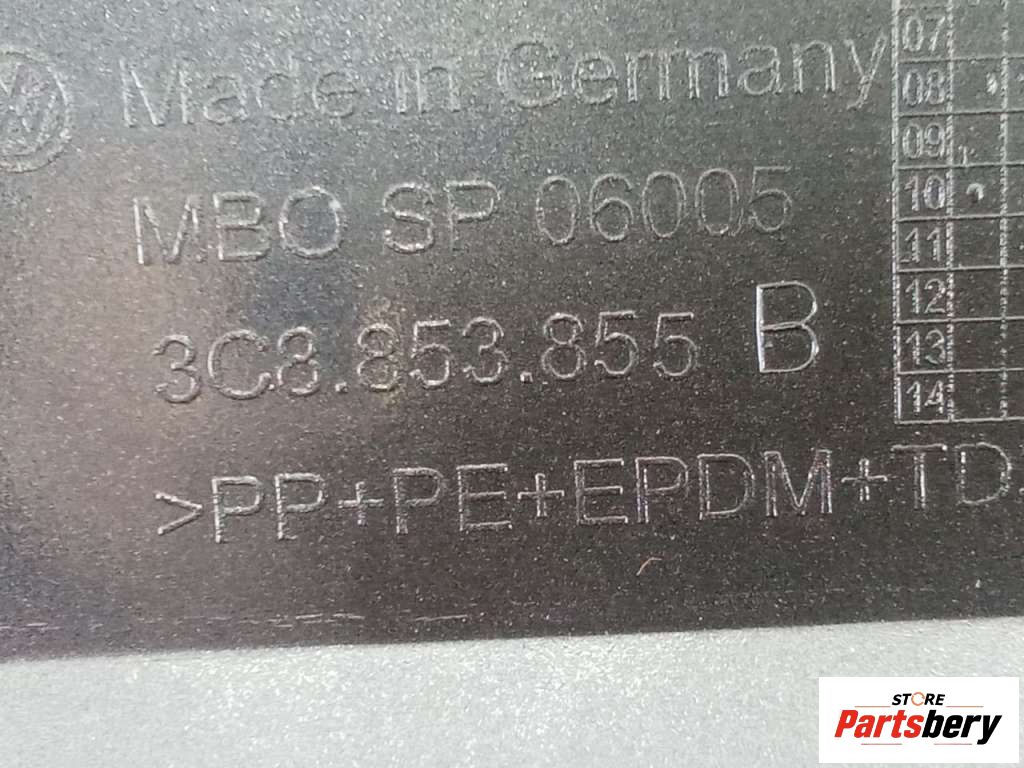 Made in Germany
MBO SP 06005
3C8.853.855 B
>PP+PE+EPDM+TD
07
08
09
10
11
12
13
14
STORE
Partsbery